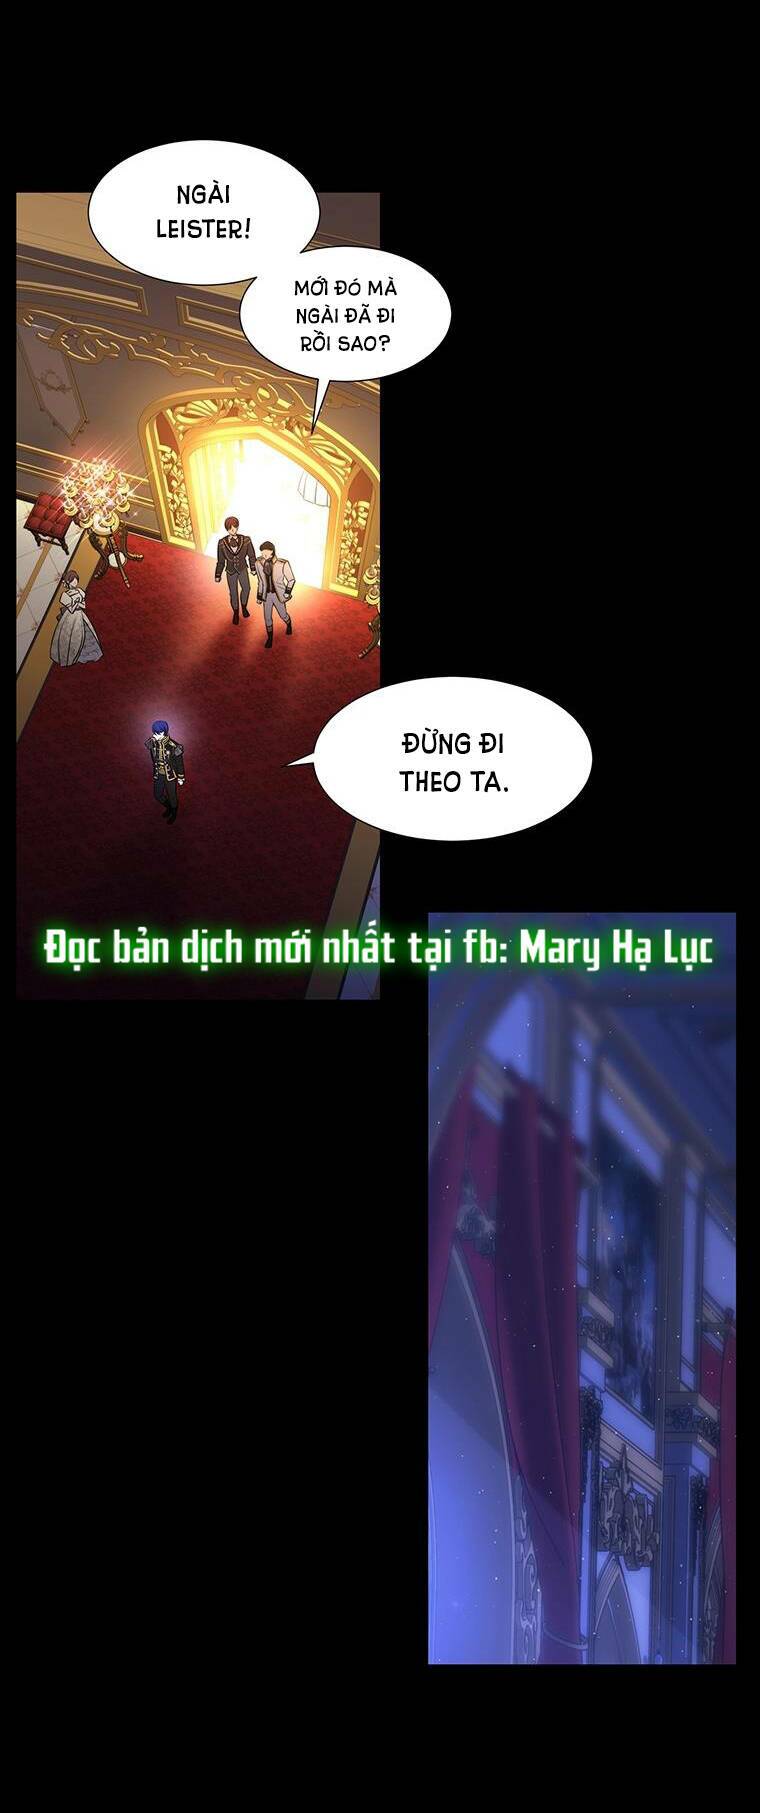 NGÀI
LEISTER!
MỚI ĐÓ MÀ
NGÀI ĐÃ ĐI
RỒI SAO?
ĐỪNG ĐI
THEO TA.
Đọc bản dịch mới nhất tại fb: Mary Hạ Lục